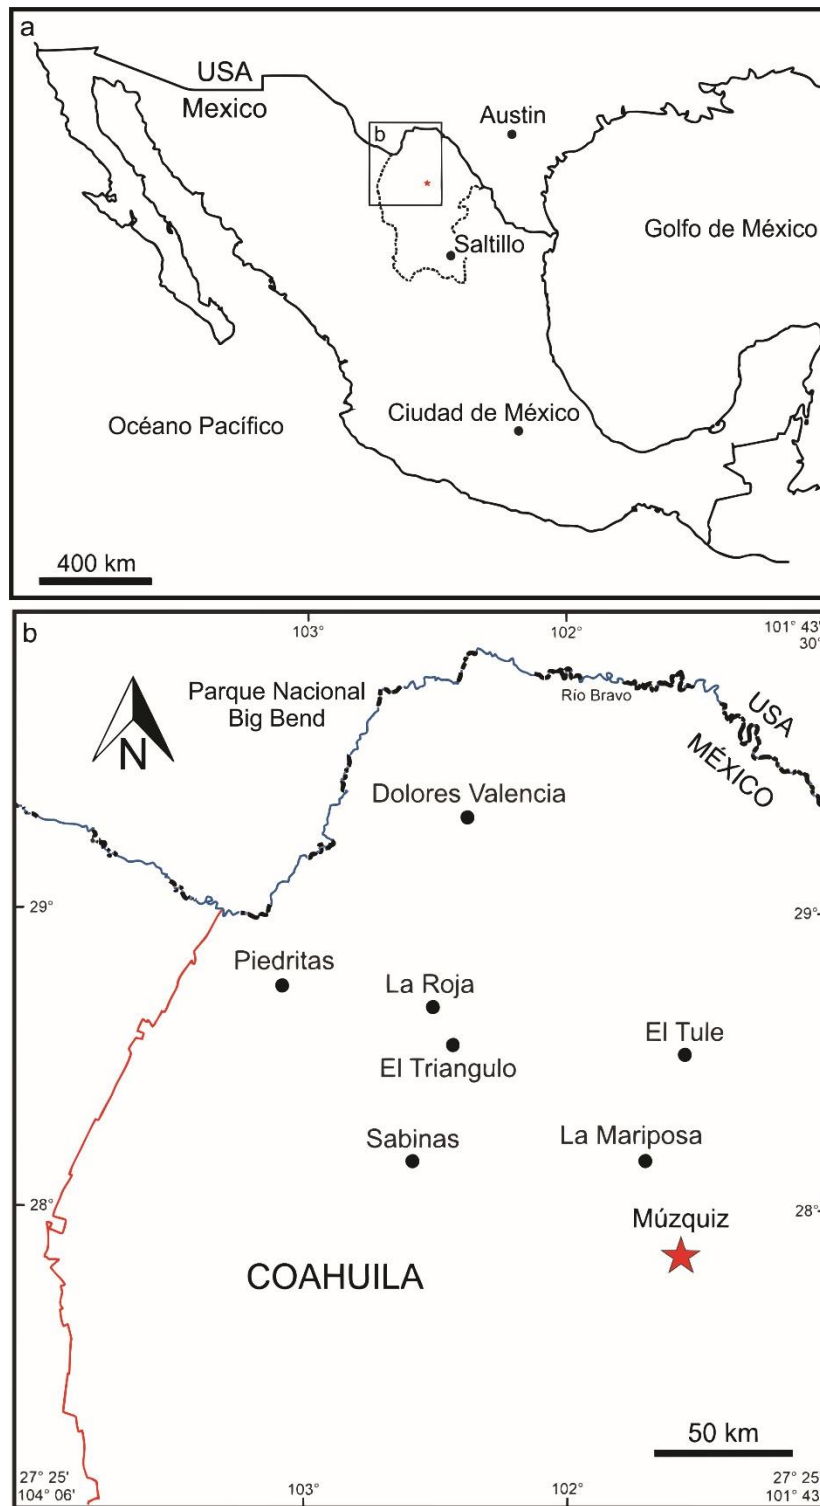 a
USA
Mexico
b
Austin
Saltillo
Golfo de México
Océano Pacífico
Ciudad de México
400 km
b
103°
102°
101° 43'
30°
Parque Nacional
Big Bend
Río Bravo
USA
MÉXICO
N
Dolores Valencia
29°
29°
Piedritas
La Roja
El Triangulo
El Tule
Sabinas
La Mariposa
28°
28°
Múzquiz
COAHUILA
50 km
27° 25'
104° 06'
103°
102°
27° 25'
101° 43'